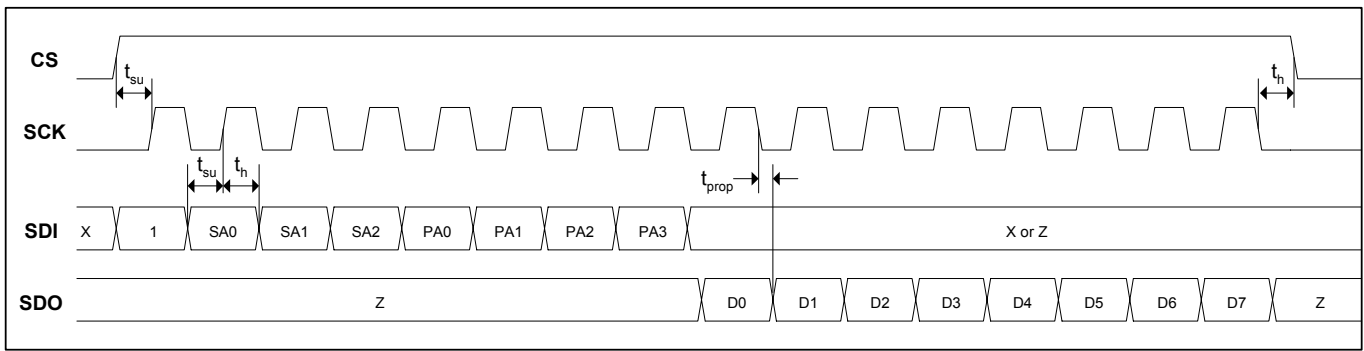 CS
t_su
t_h
SCK
t_su t_h
t_prop
SDI X 1 SA0 SA1 SA2 PA0 PA1 PA2 PA3 X or Z
SDO Z D0 D1 D2 D3 D4 D5 D6 D7 Z